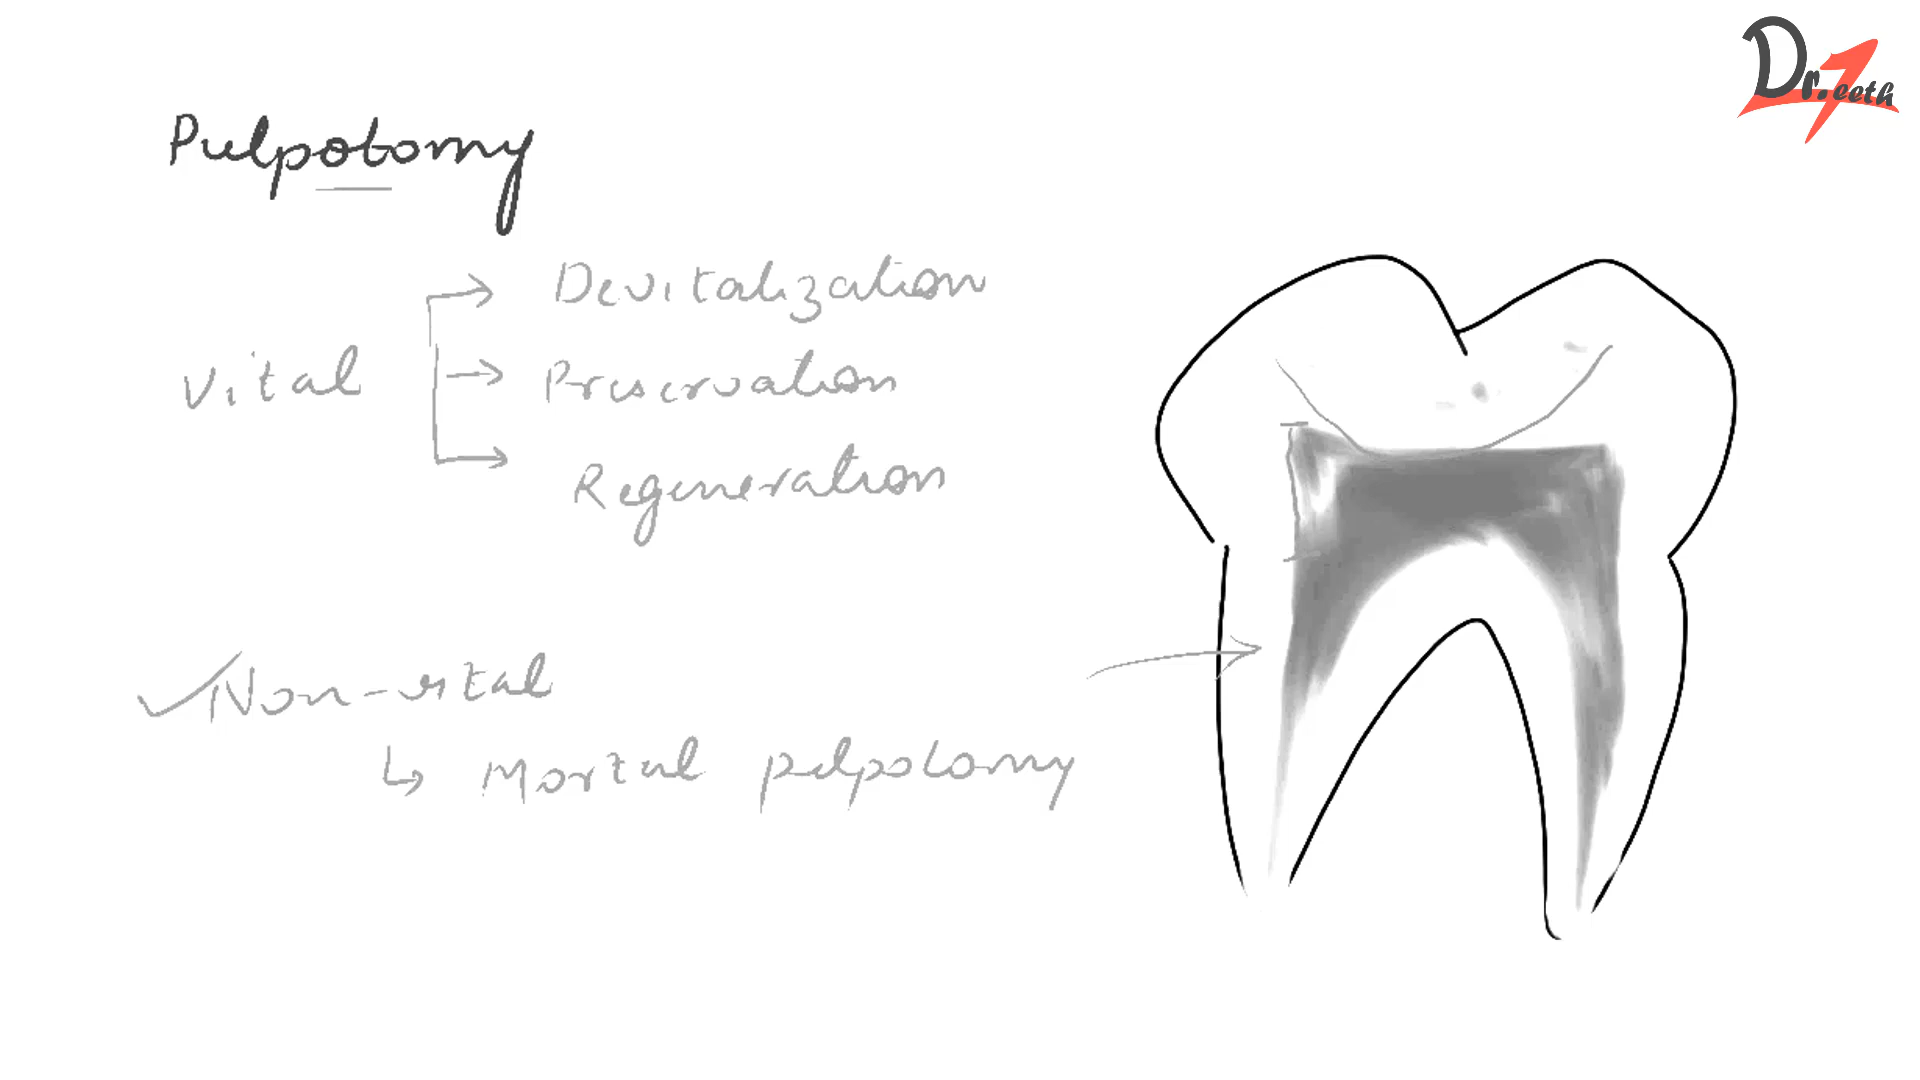 Dr.Teeth
Pulpotomy
Vital
Devitalization
Preservation
Regeneration
Non-vital
Mortal pulpotomy